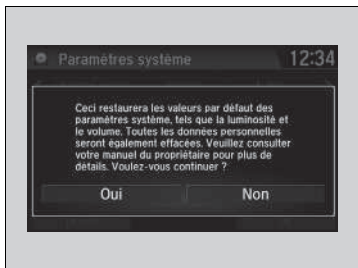 Paramètres système
12:34
Ceci restaurera les valeurs par défaut des
paramètres système, tels que la luminosité et
le volume. Toutes les données personnelles
seront également effacées. Veuillez consulter
votre manuel du propriétaire pour plus de
détails. Voulez-vous continuer ?
Oui
Non